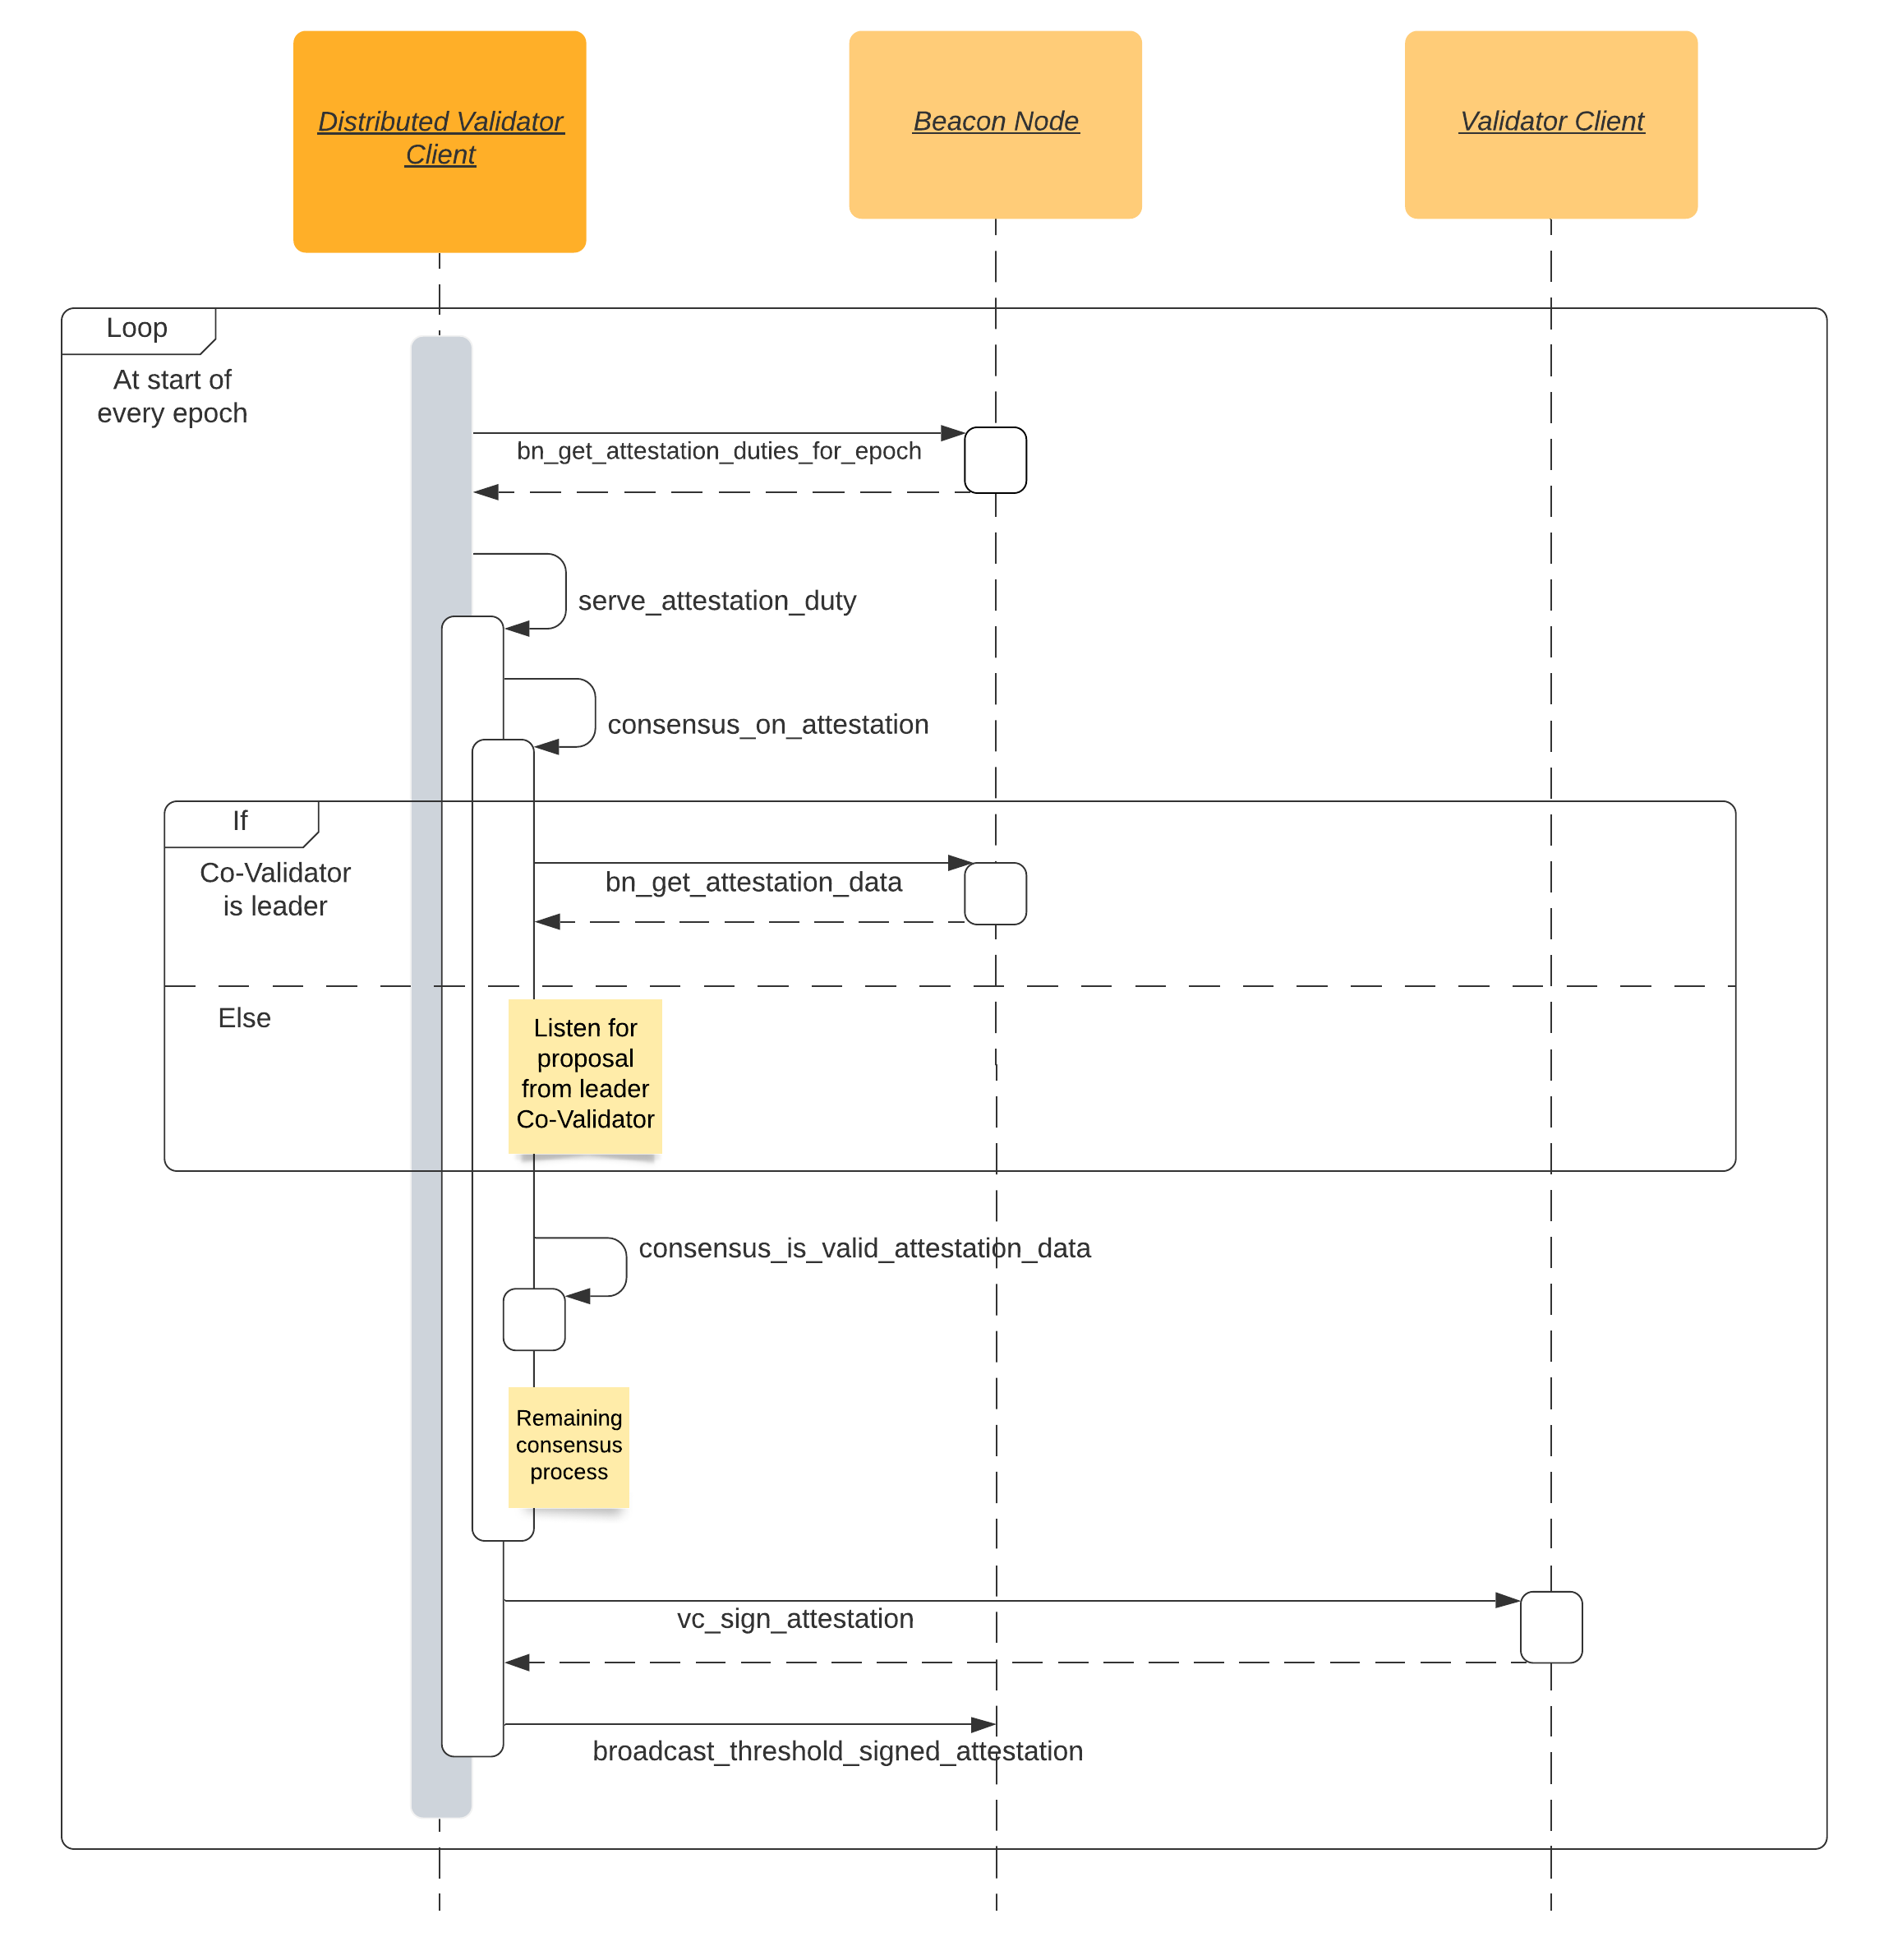 Distributed Validator
Client
Beacon Node
Validator Client
Loop
At start of
every epoch
bn_get_attestation_duties_for_epoch
serve_attestation_duty
consensus_on_attestation
If
Co-Validator
is leader
bn_get_attestation_data
Else
Listen for
proposal
from leader
Co-Validator
consensus_is_valid_attestation_data
Remaining
consensus
process
vc_sign_attestation
broadcast_threshold_signed_attestation